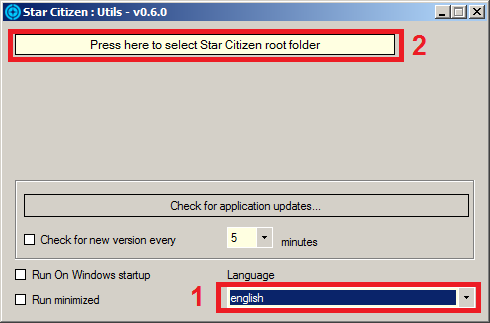 Star Citizen : Utils - v0.6.0
Press here to select Star Citizen root folder
2
Check for application updates...
Check for new version every 5 minutes
Run On Windows startup
Language
Run minimized
1
english